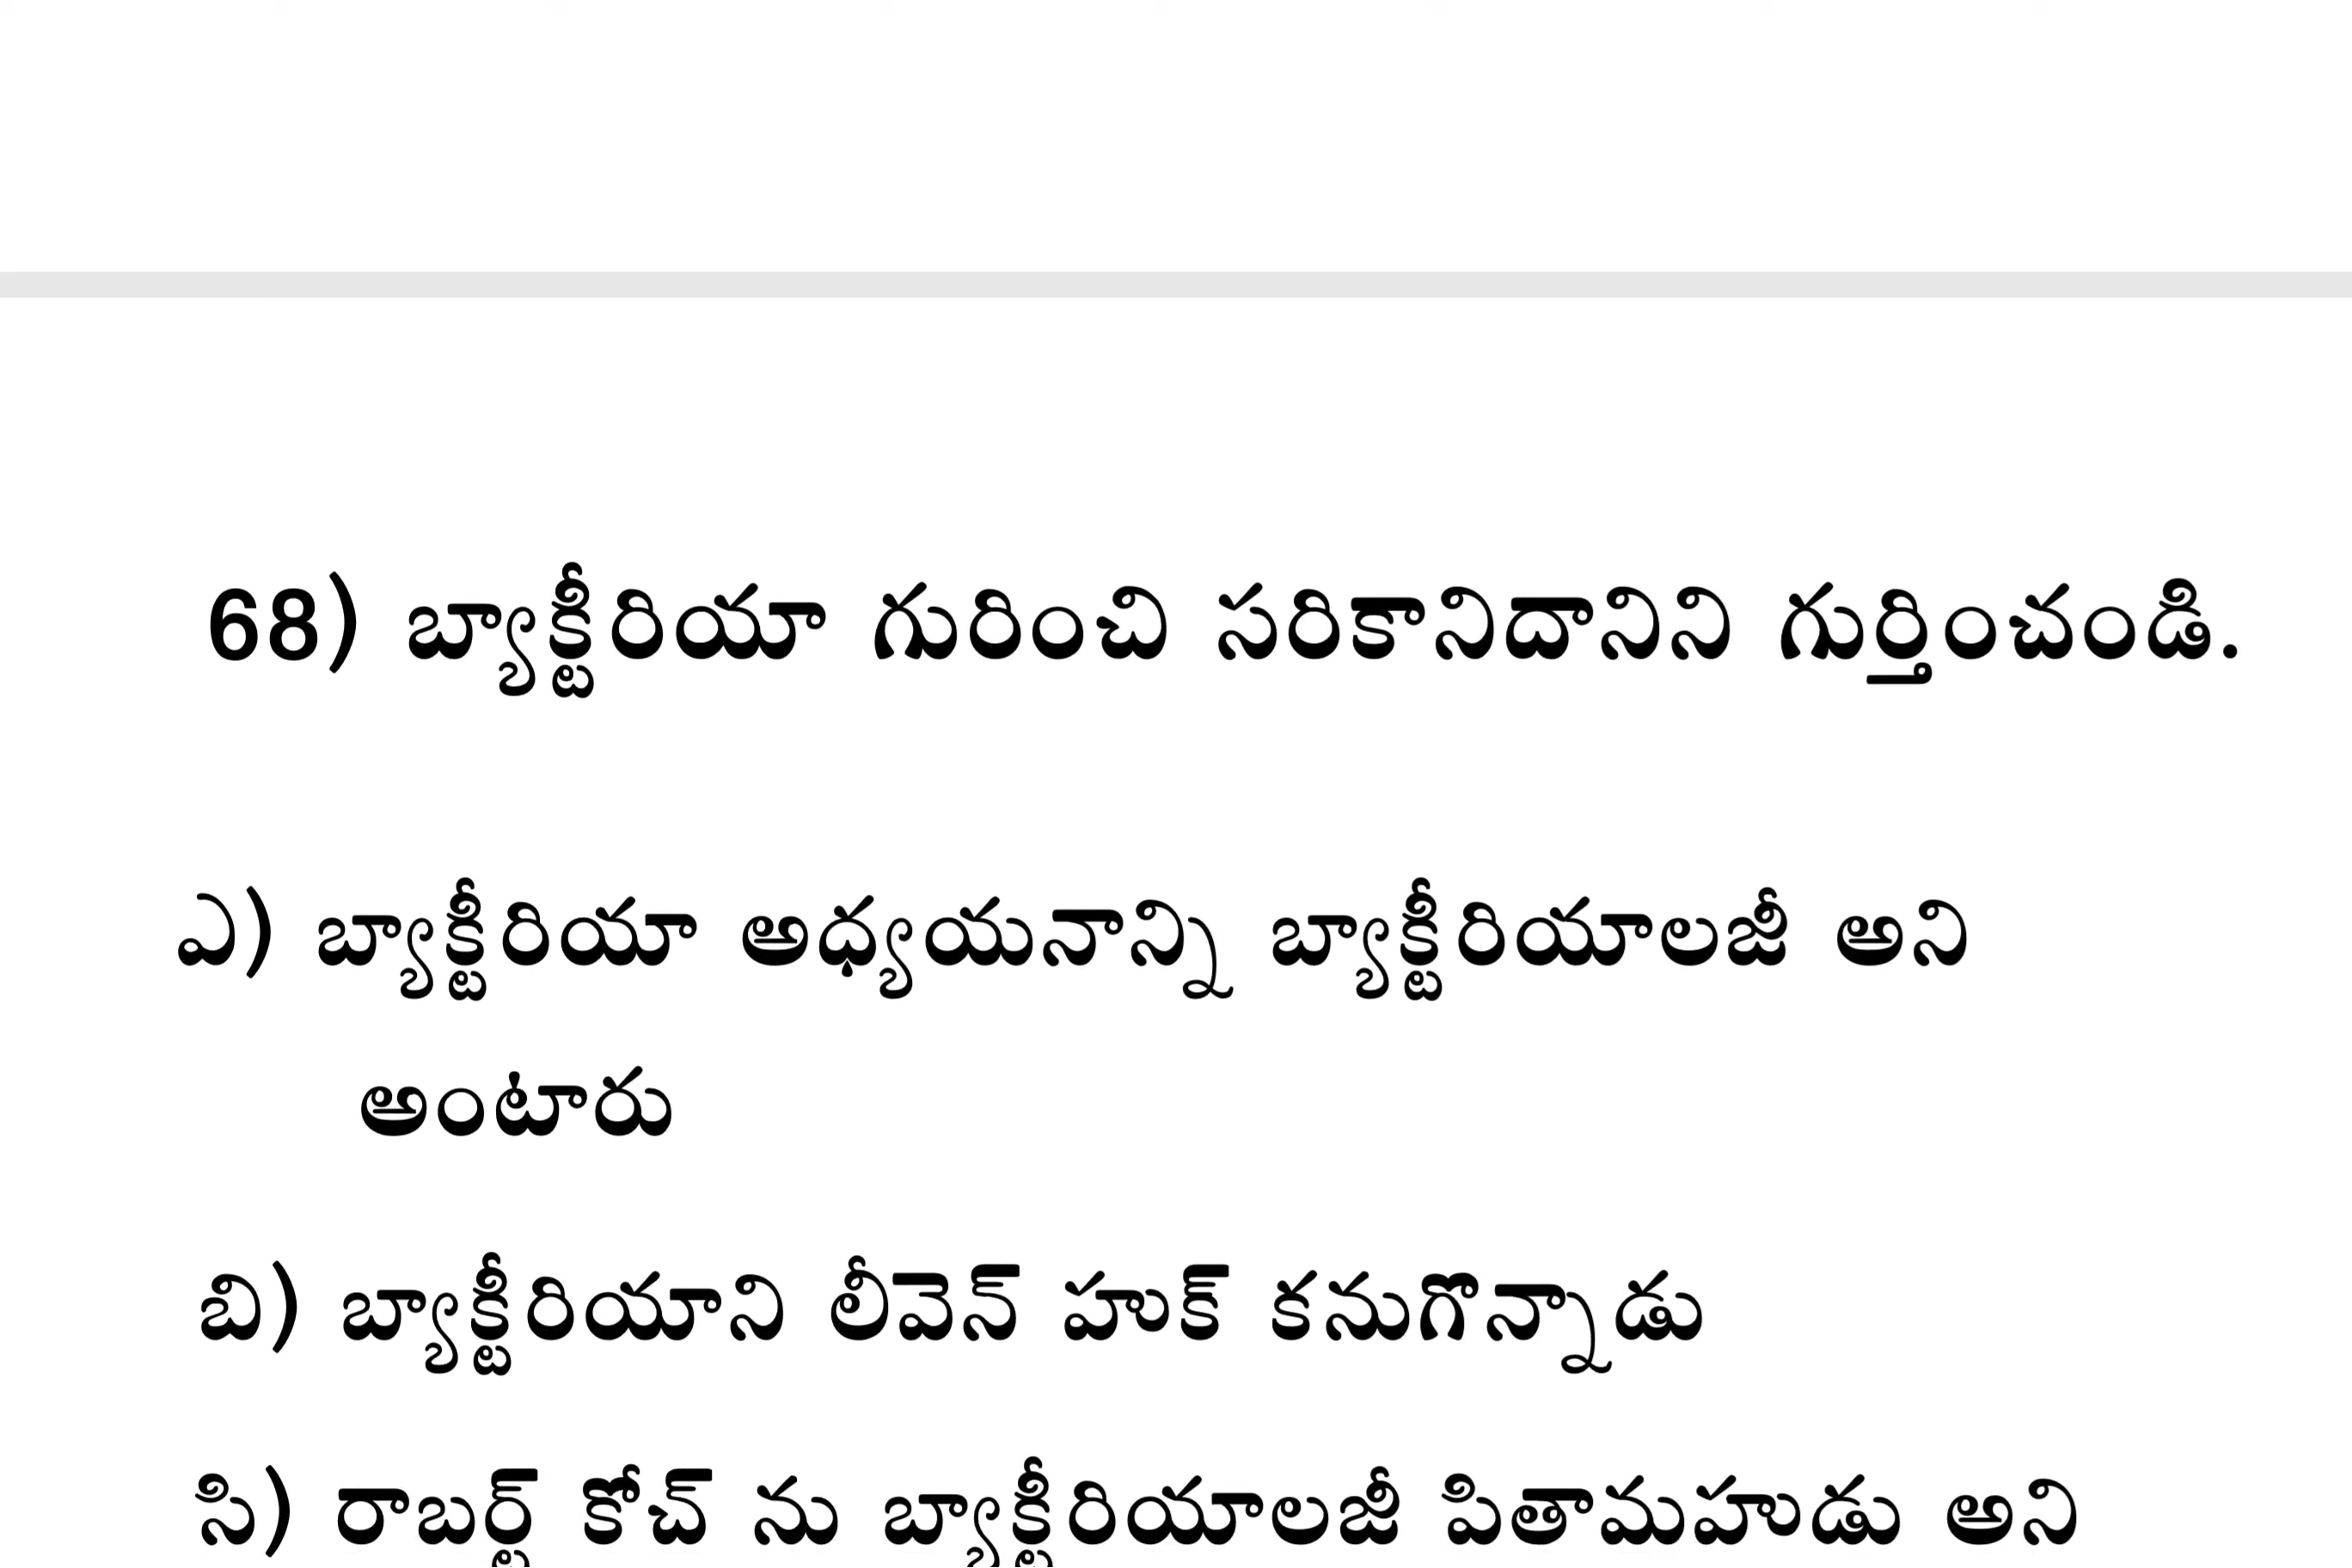 68) బ్యాక్టీరియా గురించి సరికానిదానిని గుర్తించండి.
ఎ) బ్యాక్టీరియా అధ్యయనాన్ని బ్యాక్టీరియాలజీ అని
అంటారు
బి) బ్యాక్టీరియాని లీవెన్ హుక్ కనుగొన్నాడు
సి) రాబర్ట్ కోచ్ ను బ్యాక్టీరియాలజీ పితామహుడు అని